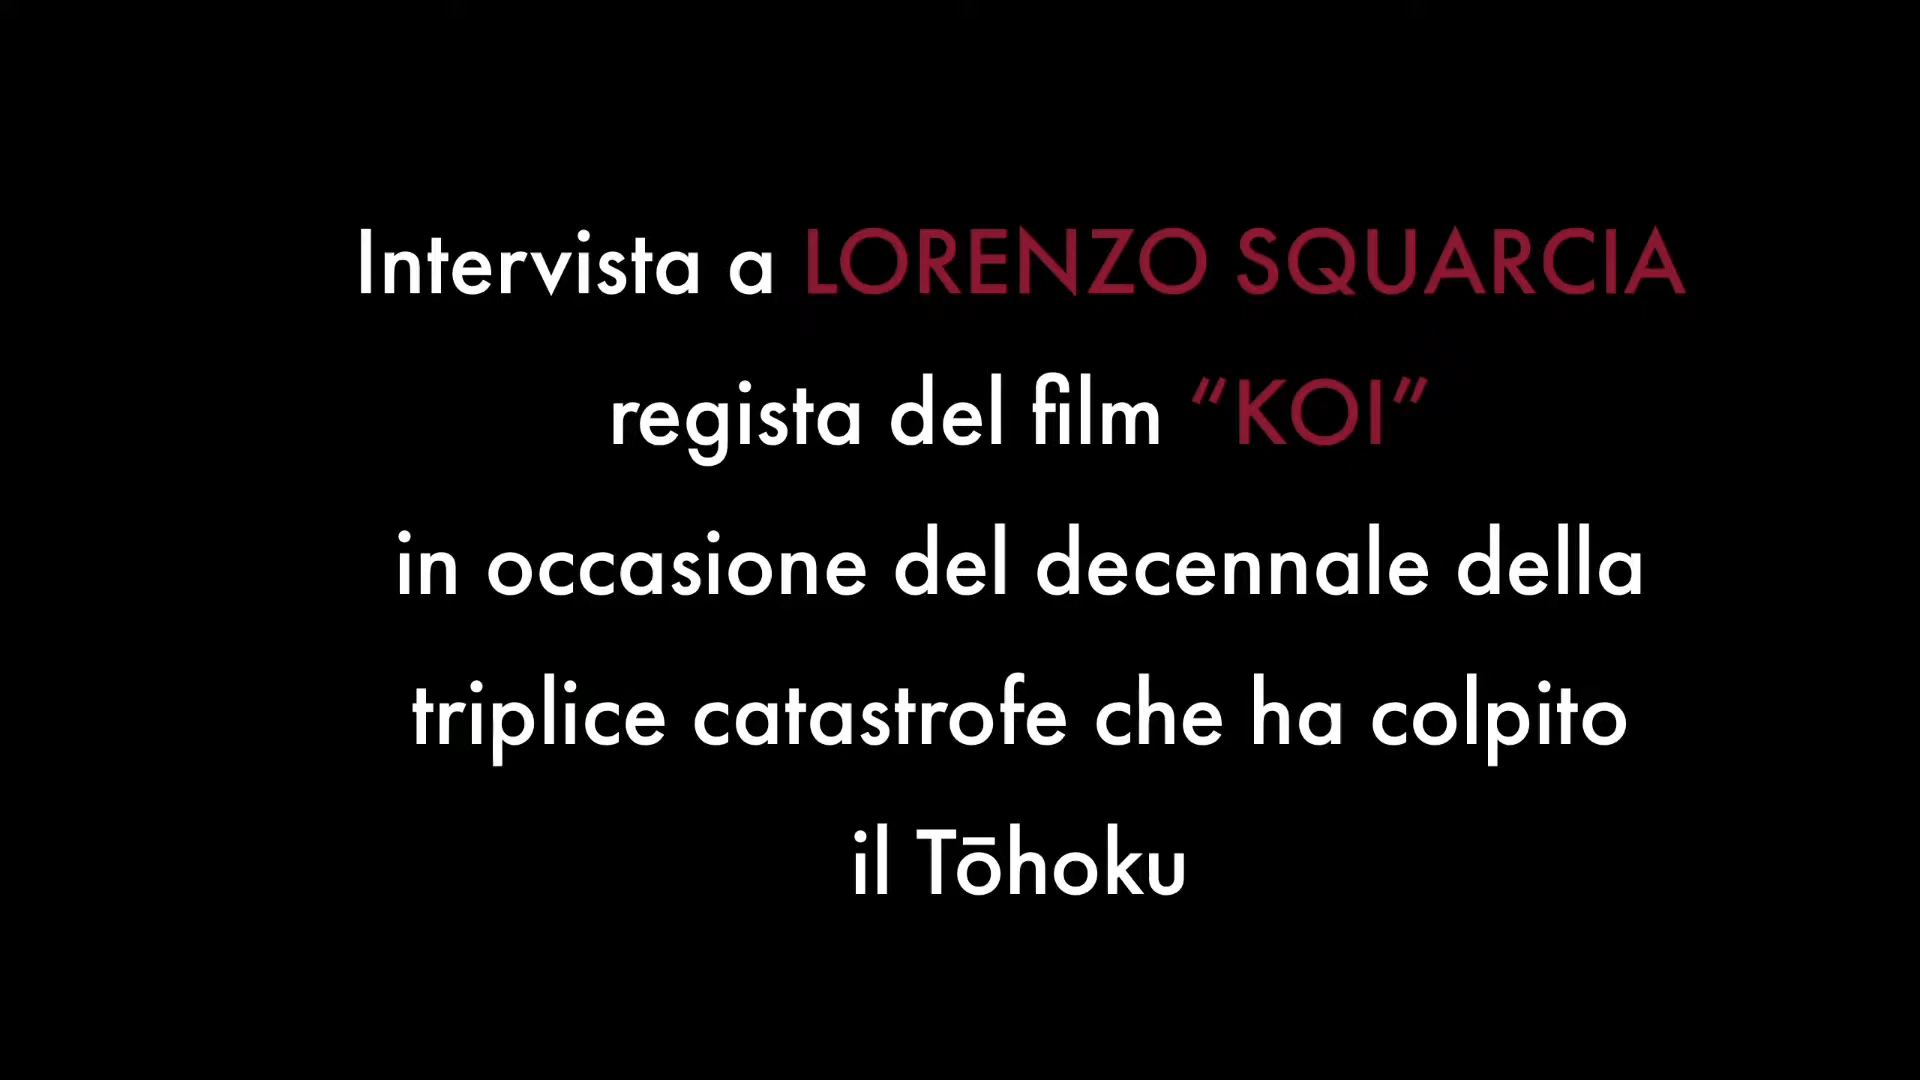 Intervista a LORENZO SQUARCIA
regista del film “KOI”
in occasione del decennale della
triplice catastrofe che ha colpito
il Tōhoku